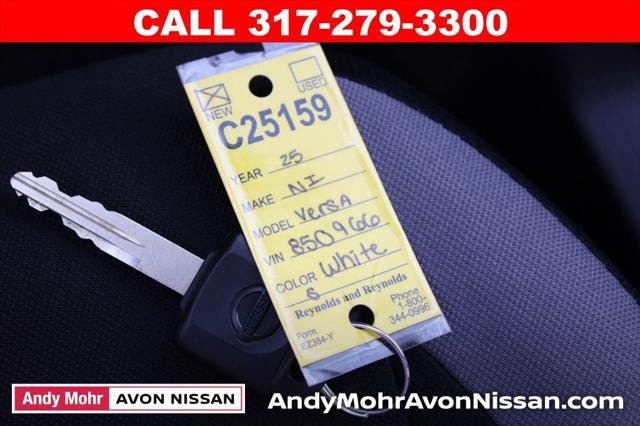 CALL 317-279-3300
NEW
USED
C25159
YEAR 25
MAKE NI
MODEL VersA
VIN 850966
COLOR White
S
Reynolds and Reynolds
Form
EZ384-Y
Phone
1-800-
344-0996
Andy Mohr AVON NISSAN
AndyMohrAvonNissan.com